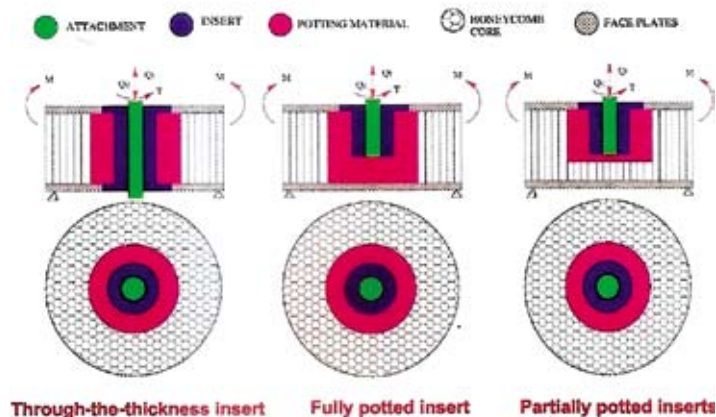 ATTACHMENT
INSERT
POTTING MATERIAL
HONEYCOMB
CORE
FACE PLATES
M
M
M
M
M
T
T
T
Through-the-thickness insert
Fully potted insert
Partially potted inserts